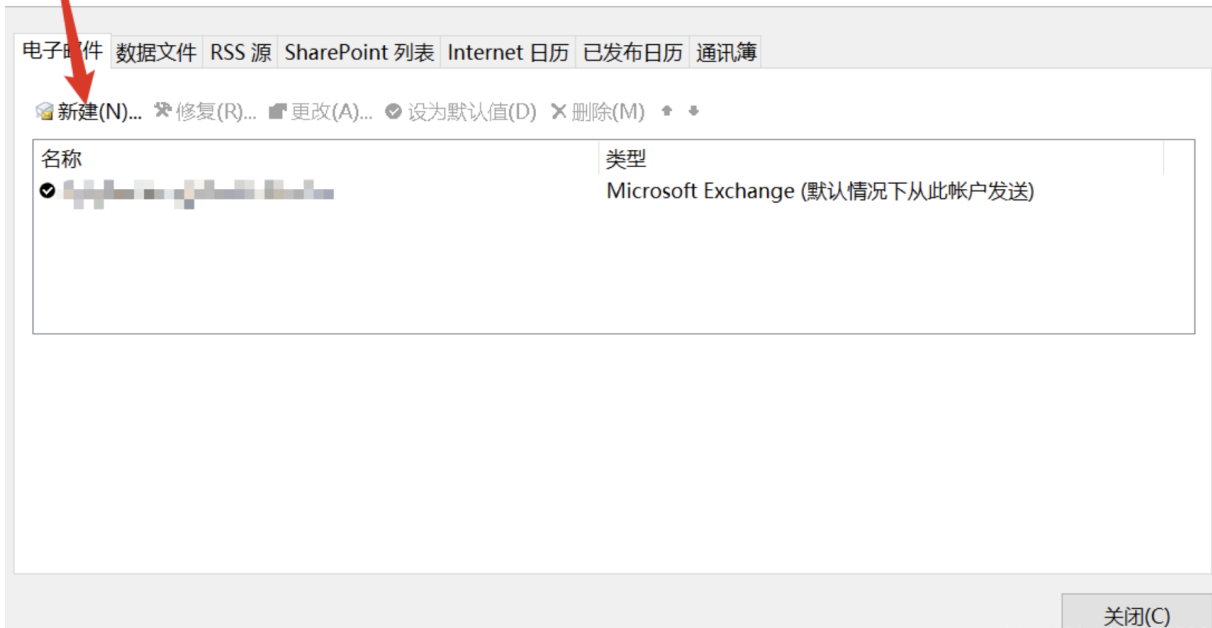 电子邮件 数据文件 RSS 源 SharePoint 列表 Internet 日历 已发布日历 通讯簿
新建(N)... 修复(R)... 更改(A)... 设为默认值(D) 删除(M)
名称 类型
Microsoft Exchange (默认情况下从此帐户发送)
关闭(C)